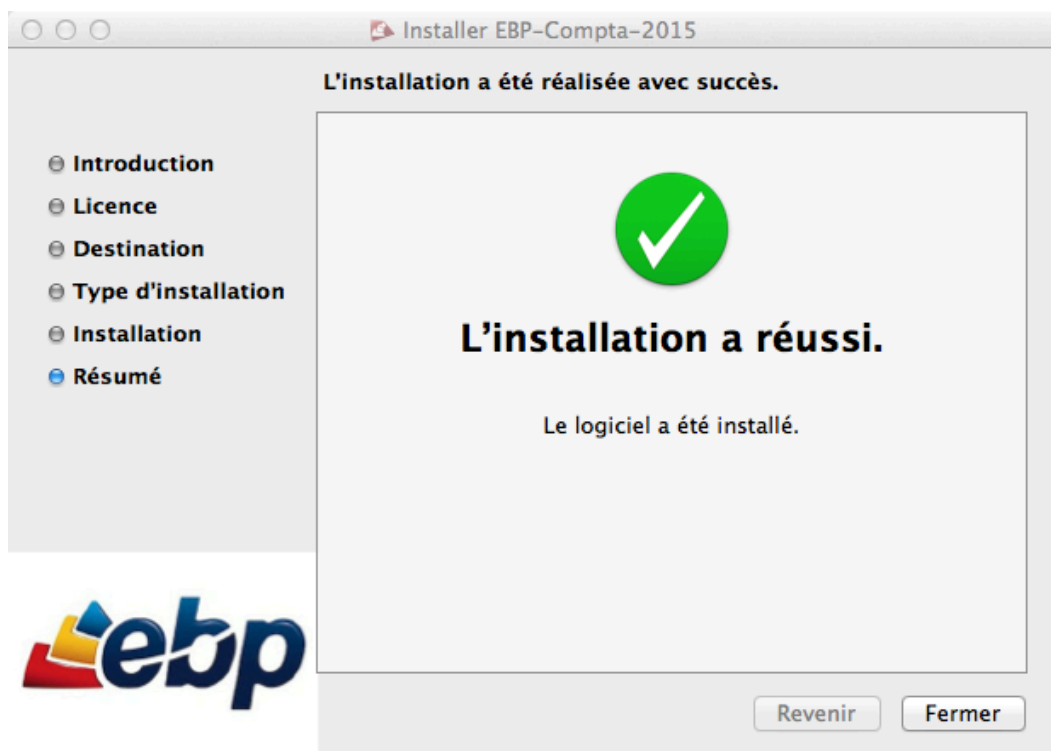 Installer EBP-Compta-2015
L'installation a été réalisée avec succès.
Introduction
Licence
Destination
Type d'installation
Installation
Résumé
L'installation a réussi.
Le logiciel a été installé.
ebp
Revenir
Fermer